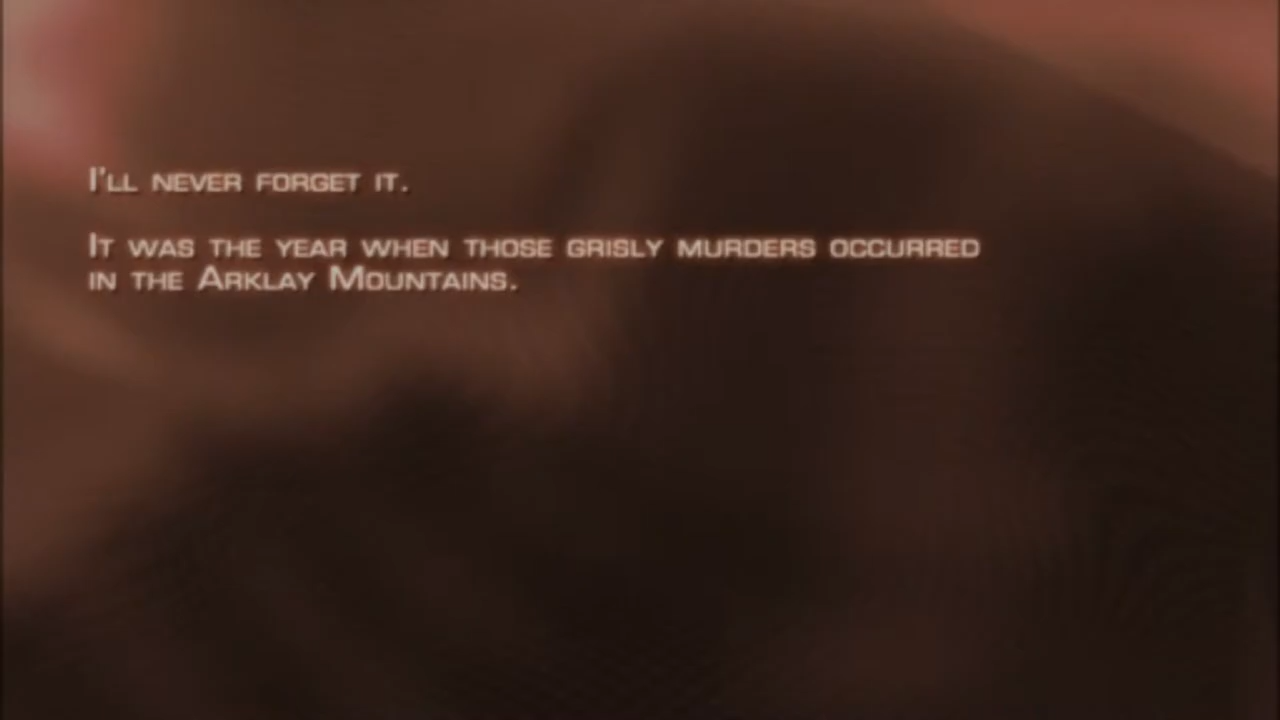 I'll never forget it.
It was the year when those grisly murders occurred
in the Arklay Mountains.